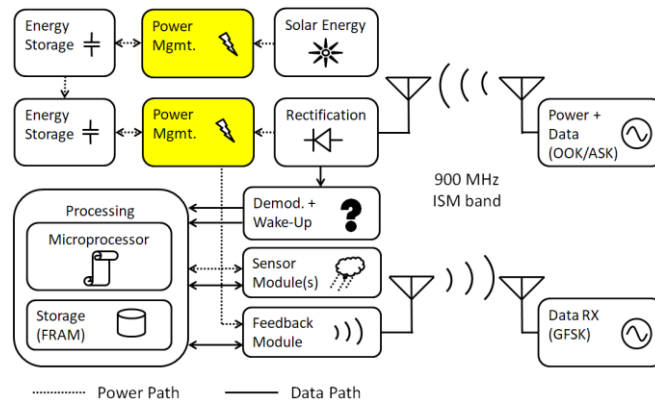 Energy
Storage
Power
Mgmt.
Solar Energy
Energy
Storage
Power
Mgmt.
Rectification
Power +
Data
(OOK/ASK)
900 MHz
ISM band
Processing
Microprocessor
Storage
(FRAM)
Demod. +
Wake-Up
?
Sensor
Module(s)
Feedback
Module
Data RX
(GFSK)
Power Path
Data Path